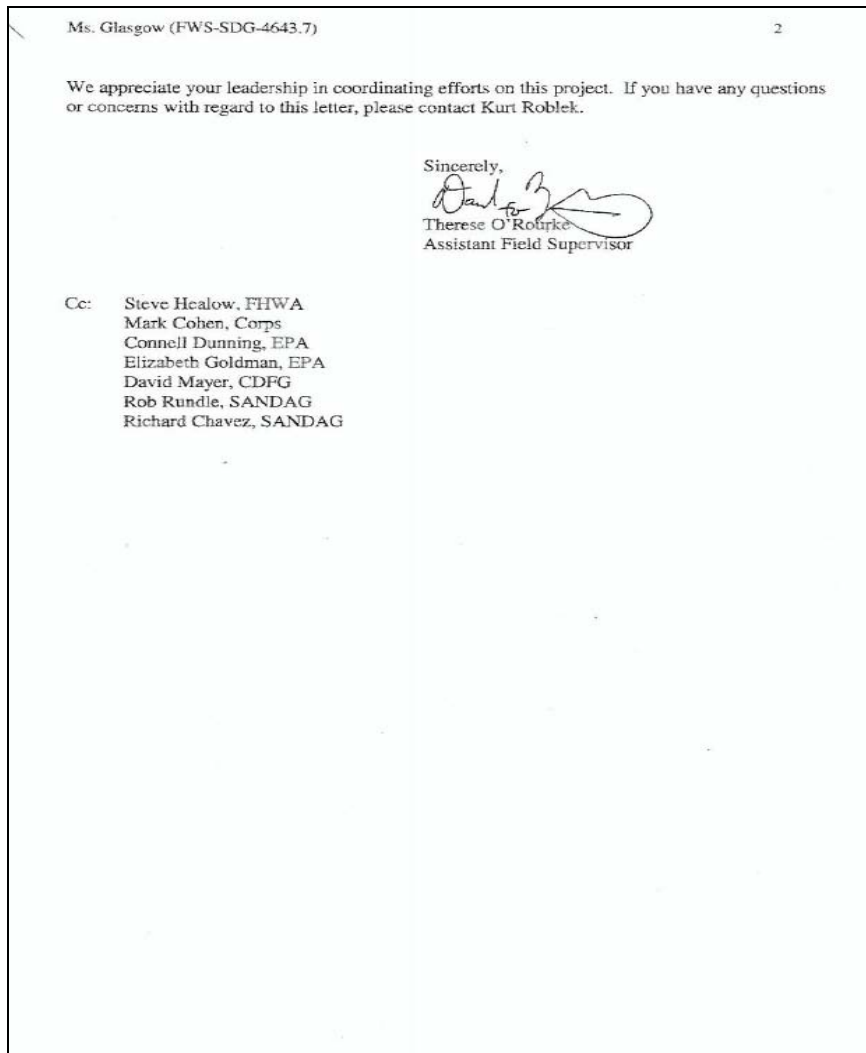 Ms. Glasgow (FWS-SDG-4643.7) 2
We appreciate your leadership in coordinating efforts on this project. If you have any questions
or concerns with regard to this letter, please contact Kurt Roblek.
Sincerely,
for
Therese O'Rourke
Assistant Field Supervisor
Cc: Steve Healow, FHWA
Mark Cohen, Corps
Connell Dunning, EPA
Elizabeth Goldman, EPA
David Mayer, CDFG
Rob Rundle, SANDAG
Richard Chavez, SANDAG